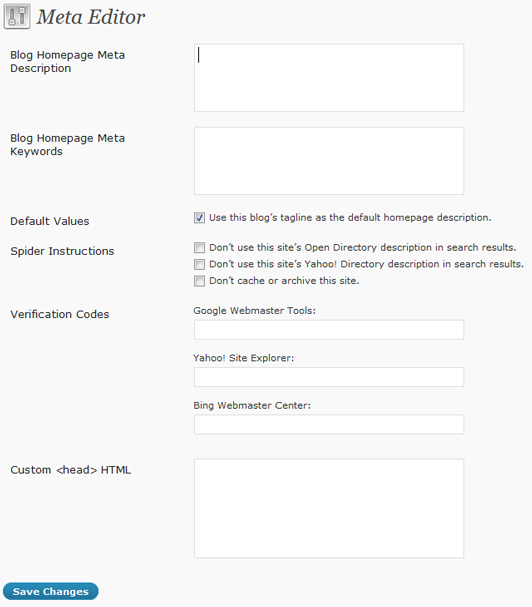 Meta Editor
Blog Homepage Meta
Description
Blog Homepage Meta
Keywords
Default Values
Use this blog’s tagline as the default homepage description.
Spider Instructions
Don’t use this site’s Open Directory description in search results.
Don’t use this site’s Yahoo! Directory description in search results.
Don’t cache or archive this site.
Verification Codes
Google Webmaster Tools:
Yahoo! Site Explorer:
Bing Webmaster Center:
Custom <head> HTML
Save Changes